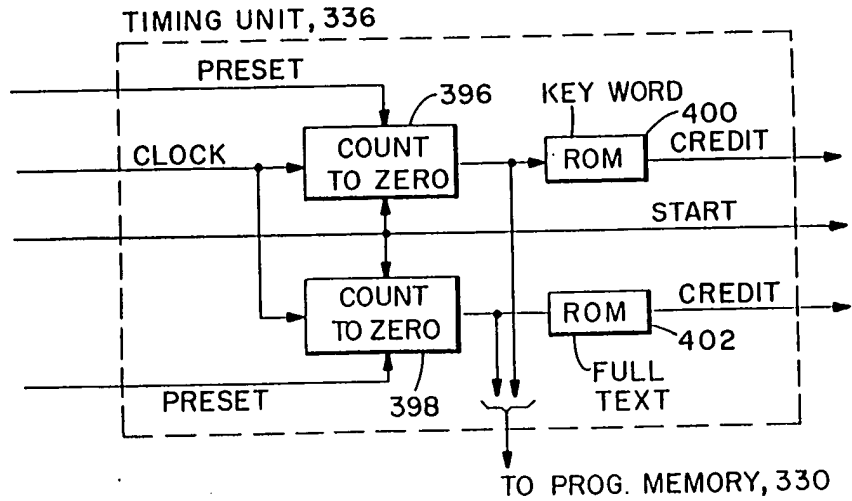 TIMING UNIT, 336
PRESET
396
KEY WORD
400
CREDIT
CLOCK
COUNT
TO ZERO
ROM
START
COUNT
TO ZERO
ROM
CREDIT
402
PRESET
398
FULL
TEXT
TO PROG. MEMORY, 330